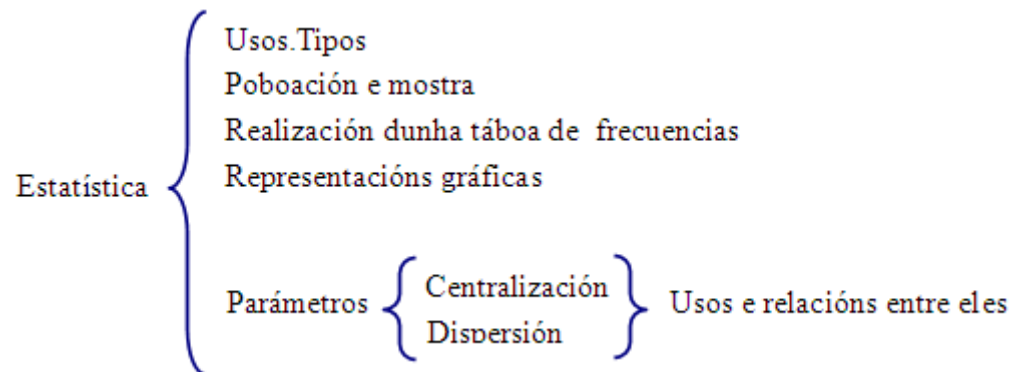 Usos.Tipos
Poboación e mostra
Realización dunha táboa de frecuencias
Estatística
Representacións gráficas
Parámetros
Centralización
Dispersión
Usos e relacións entre eles